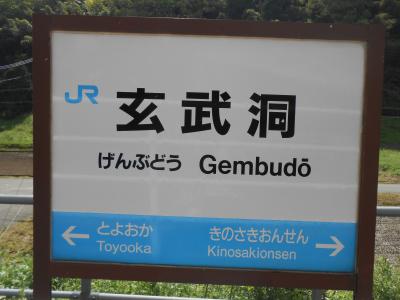 JR 玄武洞
げんぶどう Gembudō
← とよおか きのさきおんせん →
Toyooka Kinosakionsen